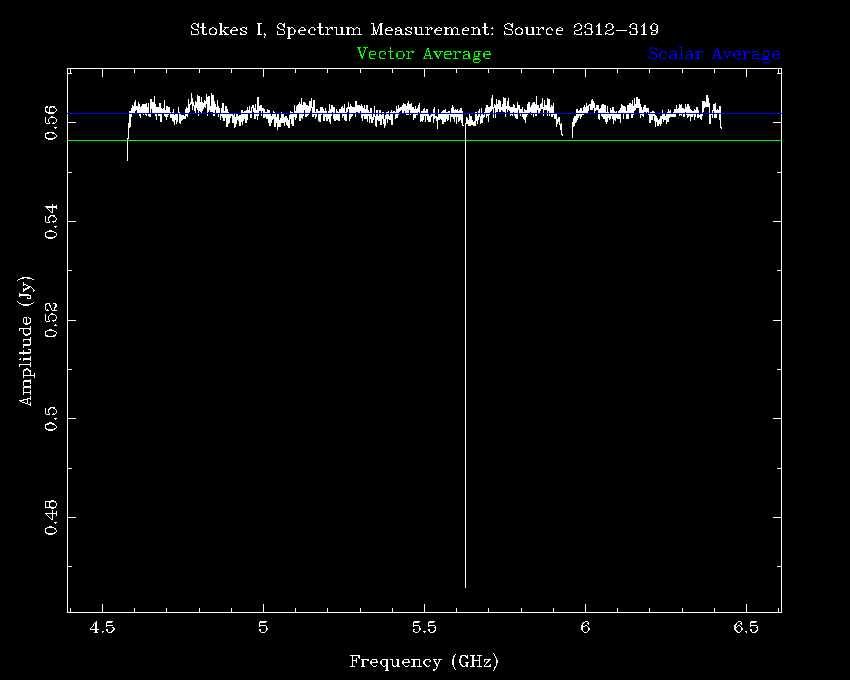 Stokes I, Spectrum Measurement: Source 2312-319
Vector Average Scalar Average
0.56
0.54
0.52
0.5
0.48
Amplitude (Jy)
4.5 5 5.5 6 6.5
Frequency (GHz)